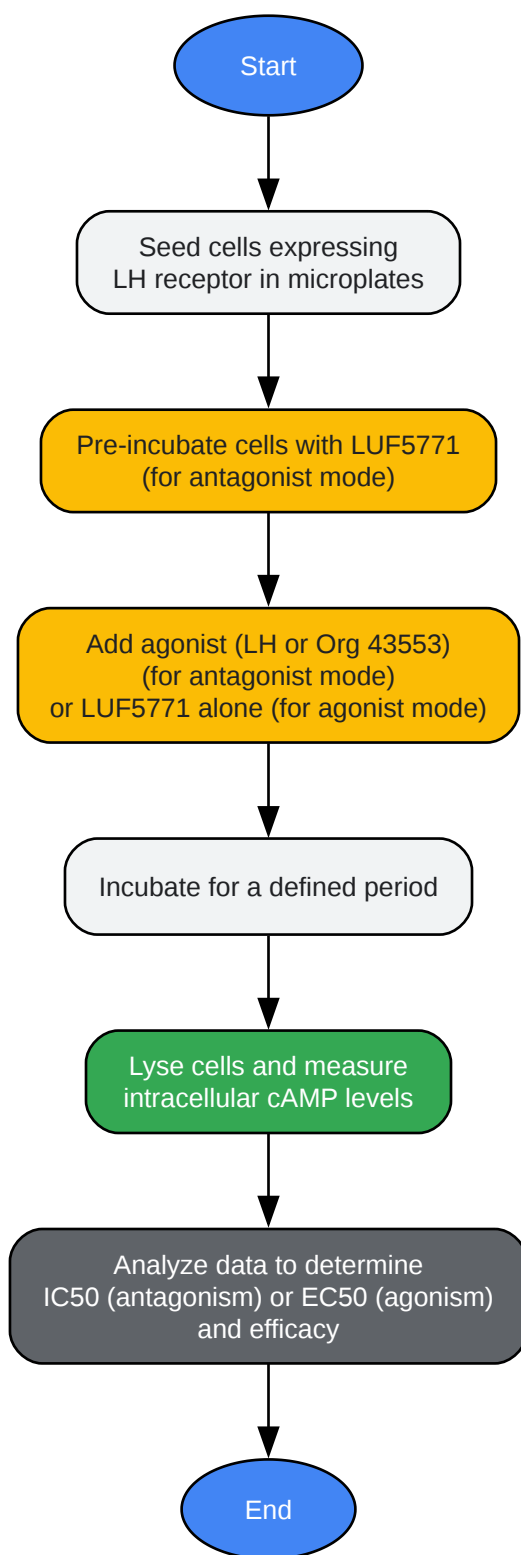 Start
Seed cells expressing
LH receptor in microplates
Pre-incubate cells with LUF5771
(for antagonist mode)
Add agonist (LH or Org 43553)
(for antagonist mode)
or LUF5771 alone (for agonist mode)
Incubate for a defined period
Lyse cells and measure
intracellular cAMP levels
Analyze data to determine
IC50 (antagonism) or EC50 (agonism)
and efficacy
End